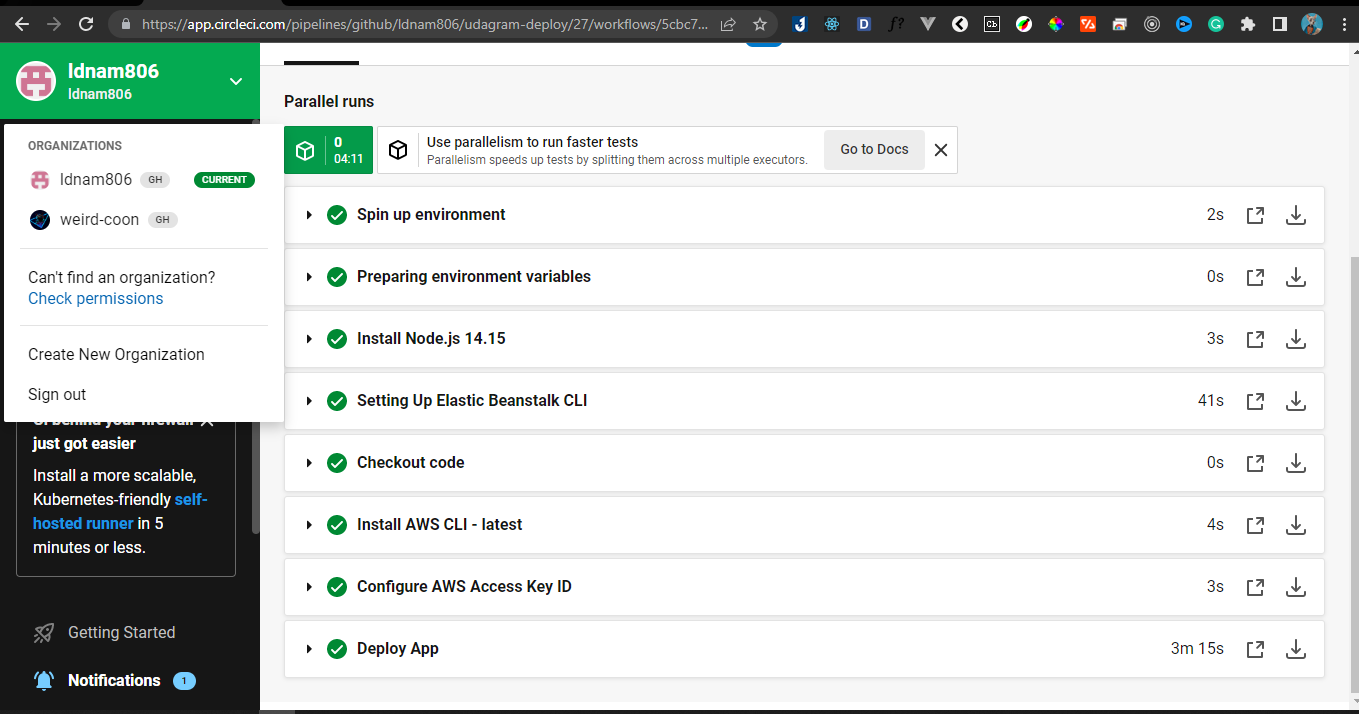 https://app.circleci.com/pipelines/github/ldnam806/udagram-deploy/27/workflows/5cbc7...
ldnam806
ldnam806
ORGANIZATIONS
ldnam806 GH CURRENT
weird-coon GH
Can't find an organization?
Check permissions
Create New Organization
Sign out
just got easier
Install a more scalable,
Kubernetes-friendly self-
hosted runner in 5
minutes or less.
Getting Started
Notifications 1
Parallel runs
0
04:11
Use parallelism to run faster tests
Parallelism speeds up tests by splitting them across multiple executors.
Go to Docs
Spin up environment 2s
Preparing environment variables 0s
Install Node.js 14.15 3s
Setting Up Elastic Beanstalk CLI 41s
Checkout code 0s
Install AWS CLI - latest 4s
Configure AWS Access Key ID 3s
Deploy App 3m 15s